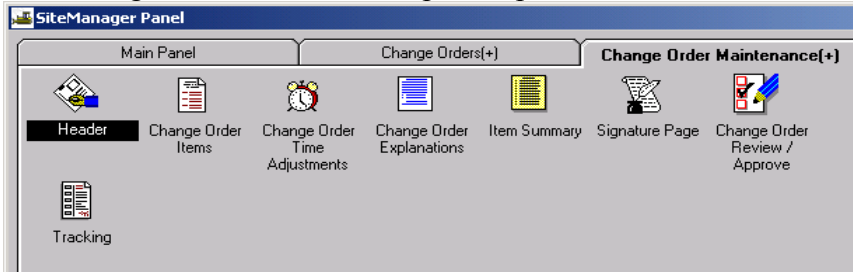 SiteManager Panel
Main Panel
Change Orders(+)
Change Order Maintenance(+)
Header
Change Order
Items
Change Order
Time
Adjustments
Change Order
Explanations
Item Summary
Signature Page
Change Order
Review /
Approve
Tracking